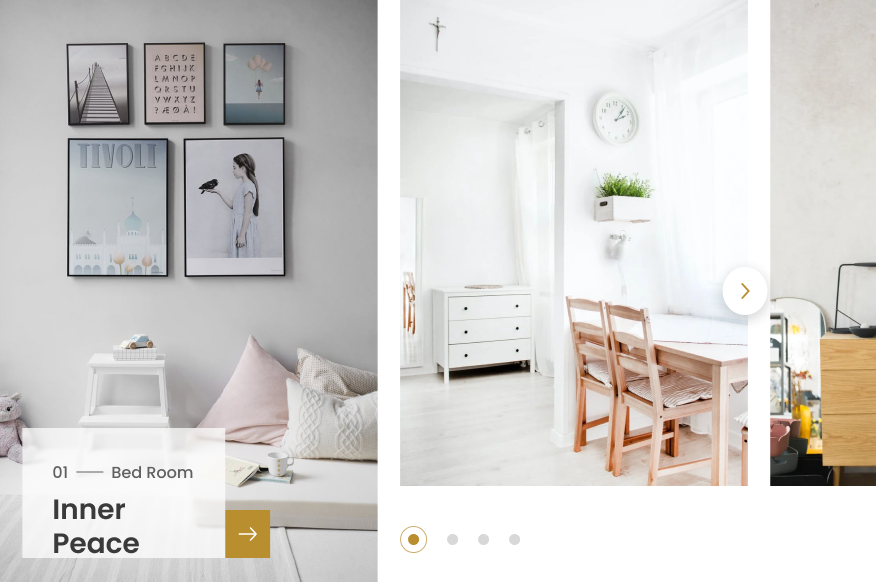 A B C D E
F G H I J K
L M N O P
Q R S T U
V W X Y Z
? Æ Ø Å !
TIVOLI
01 — Bed Room
Inner
Peace